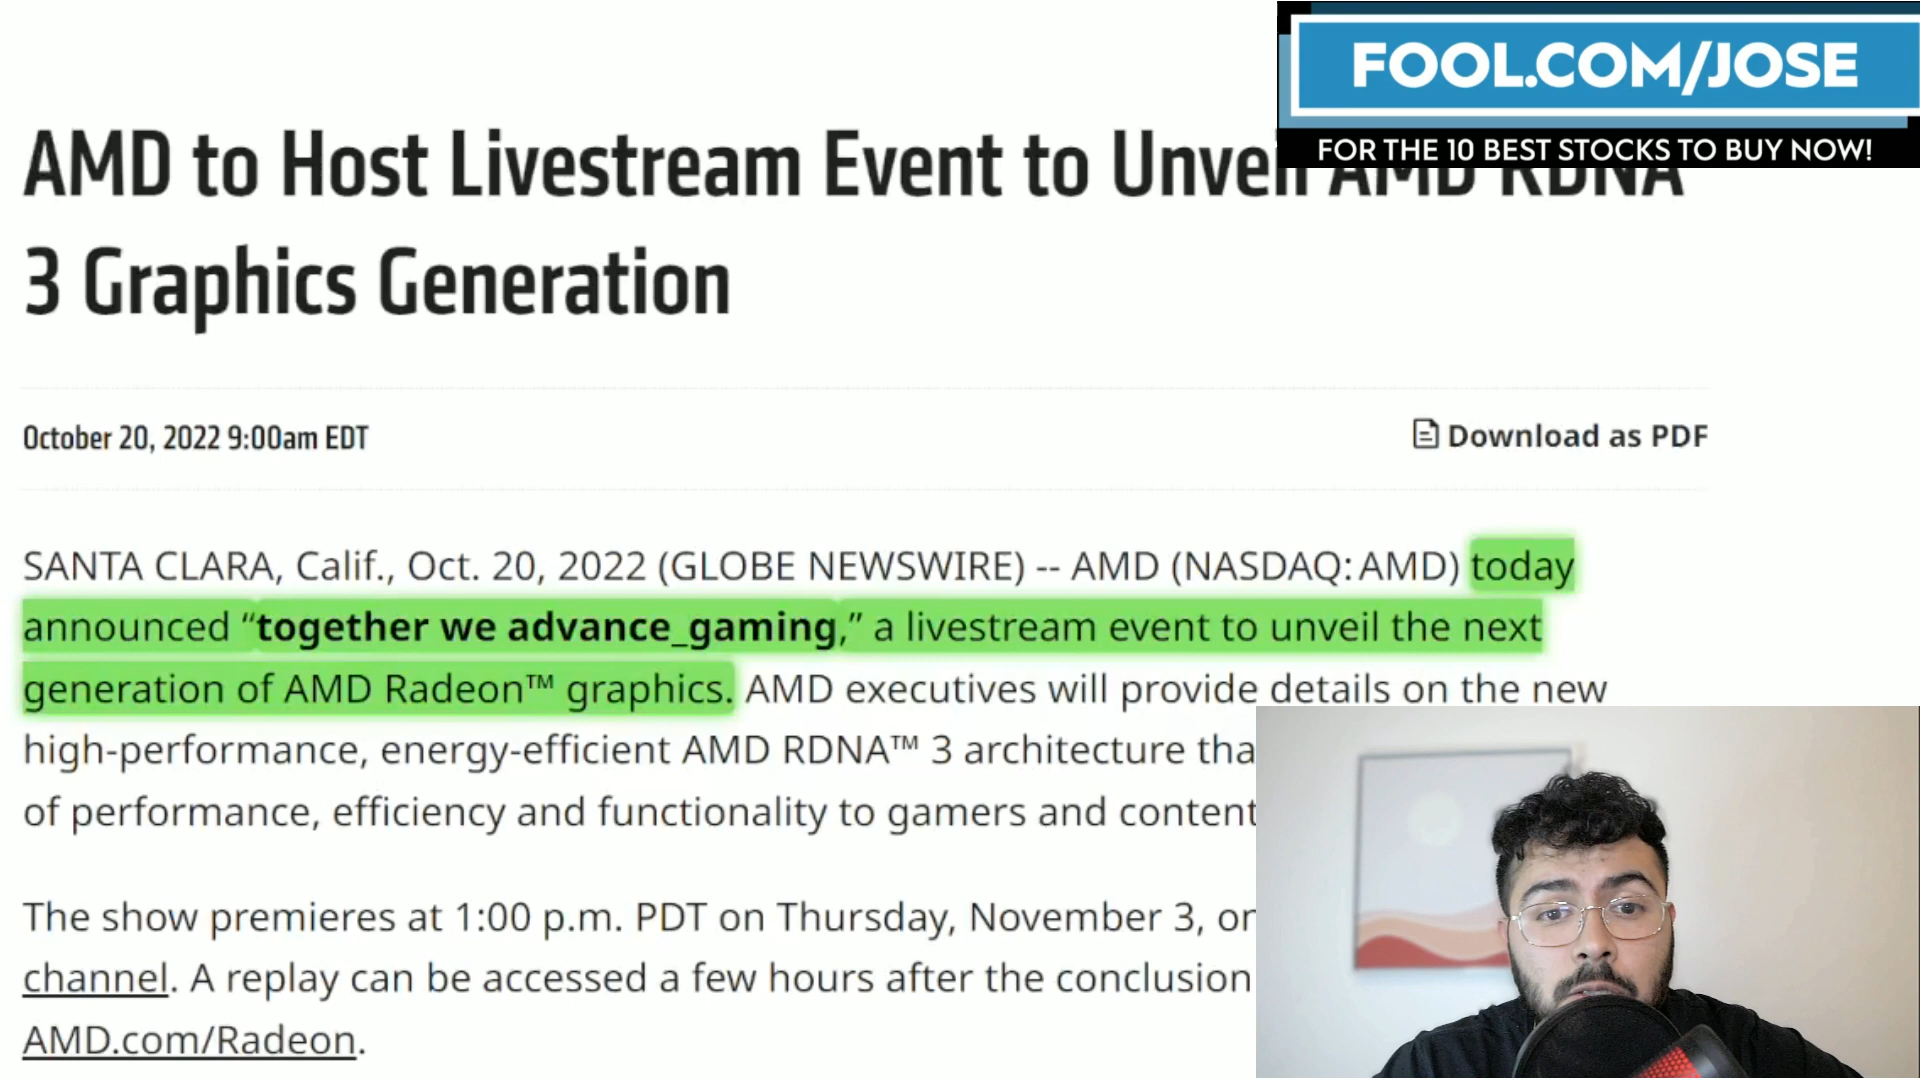 FOOL.COM/JOSE
FOR THE 10 BEST STOCKS TO BUY NOW!
AMD to Host Livestream Event to Unveil AMD RDNA
3 Graphics Generation
October 20, 2022 9:00am EDT
Download as PDF
SANTA CLARA, Calif., Oct. 20, 2022 (GLOBE NEWSWIRE) -- AMD (NASDAQ: AMD) today
announced “together we advance_gaming,” a livestream event to unveil the next
generation of AMD Radeon™ graphics. AMD executives will provide details on the new
high-performance, energy-efficient AMD RDNA™ 3 architecture tha
of performance, efficiency and functionality to gamers and content
The show premieres at 1:00 p.m. PDT on Thursday, November 3, on
channel. A replay can be accessed a few hours after the conclusion
AMD.com/Radeon.